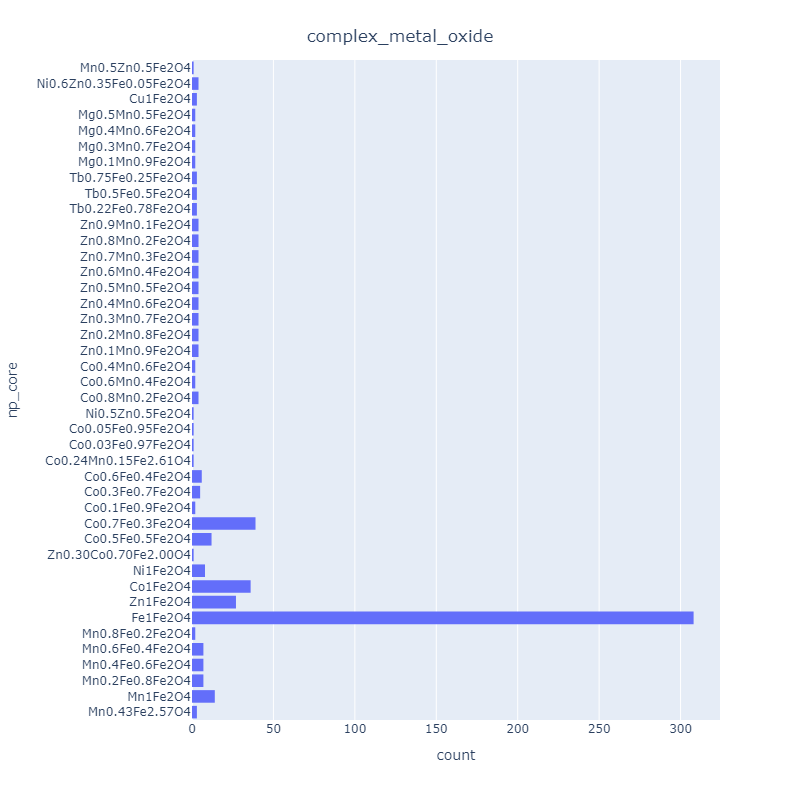 complex_metal_oxide
np_core
Mn0.5Zn0.5Fe2O4
Ni0.6Zn0.35Fe0.05Fe2O4
Cu1Fe2O4
Mg0.5Mn0.5Fe2O4
Mg0.4Mn0.6Fe2O4
Mg0.3Mn0.7Fe2O4
Mg0.1Mn0.9Fe2O4
Tb0.75Fe0.25Fe2O4
Tb0.5Fe0.5Fe2O4
Tb0.22Fe0.78Fe2O4
Zn0.9Mn0.1Fe2O4
Zn0.8Mn0.2Fe2O4
Zn0.7Mn0.3Fe2O4
Zn0.6Mn0.4Fe2O4
Zn0.5Mn0.5Fe2O4
Zn0.4Mn0.6Fe2O4
Zn0.3Mn0.7Fe2O4
Zn0.2Mn0.8Fe2O4
Zn0.1Mn0.9Fe2O4
Co0.4Mn0.6Fe2O4
Co0.6Mn0.4Fe2O4
Co0.8Mn0.2Fe2O4
Ni0.5Zn0.5Fe2O4
Co0.05Fe0.95Fe2O4
Co0.03Fe0.97Fe2O4
Co0.24Mn0.15Fe2.61O4
Co0.6Fe0.4Fe2O4
Co0.3Fe0.7Fe2O4
Co0.1Fe0.9Fe2O4
Co0.7Fe0.3Fe2O4
Co0.5Fe0.5Fe2O4
Zn0.30Co0.70Fe2.00O4
Ni1Fe2O4
Co1Fe2O4
Zn1Fe2O4
Fe1Fe2O4
Mn0.8Fe0.2Fe2O4
Mn0.6Fe0.4Fe2O4
Mn0.4Fe0.6Fe2O4
Mn0.2Fe0.8Fe2O4
Mn1Fe2O4
Mn0.43Fe2.57O4
0 50 100 150 200 250 300
count